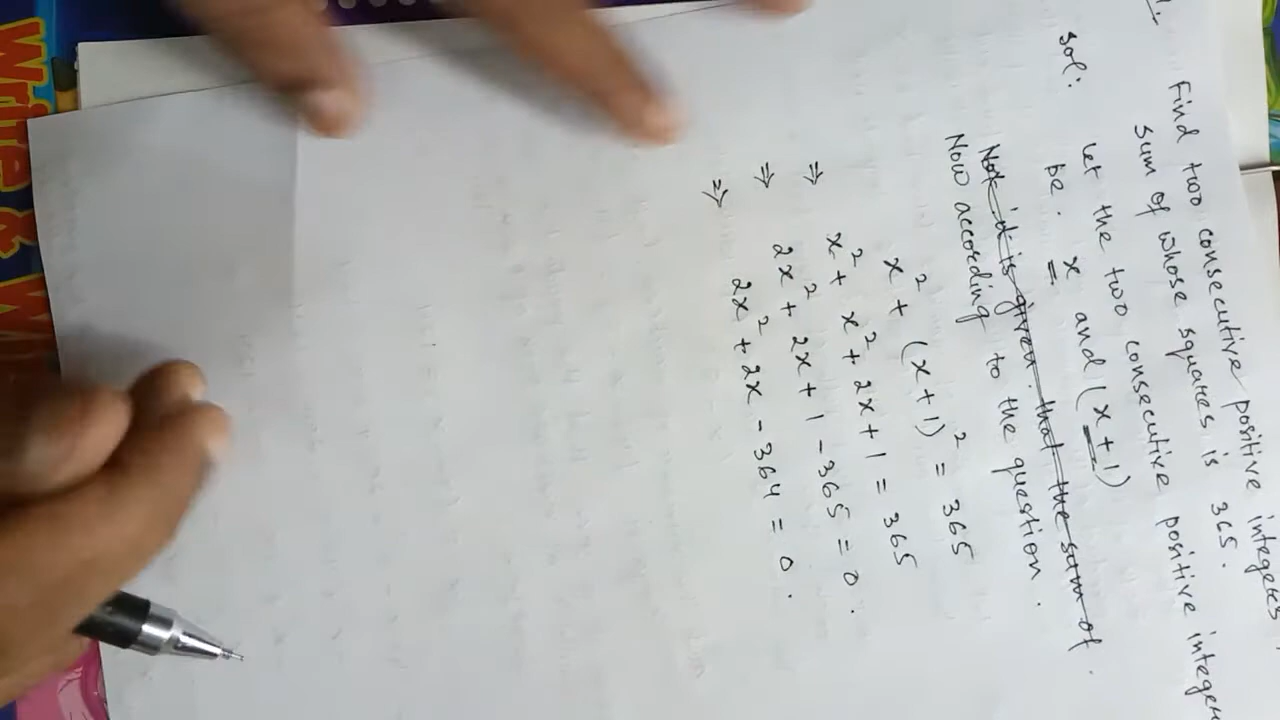 1.
Find two consecutive positive integers,
sum of whose squares is 365.
Sol:
Let the two consecutive positive integers
be. x and (x+1)
Not it is given. that the sum of.
Now according to the question.
x² + (x+1)² = 365
⇒ x² + x² + 2x + 1 = 365
⇒ 2x² + 2x + 1 - 365 = 0.
⇒ 2x² + 2x - 364 = 0.
Write & W